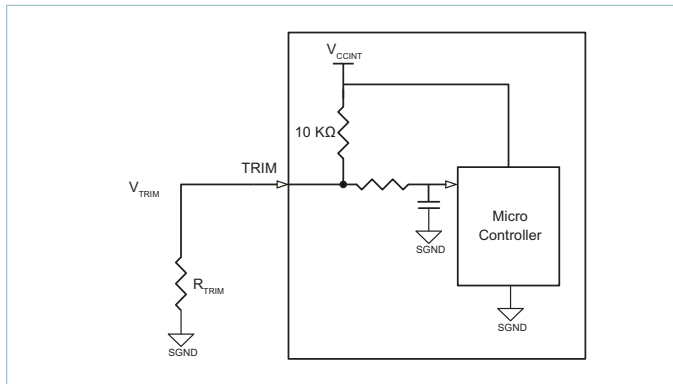 VCCINT
10 KΩ
TRIM
VTRIM
Micro
Controller
SGND
RTRIM
SGND
SGND